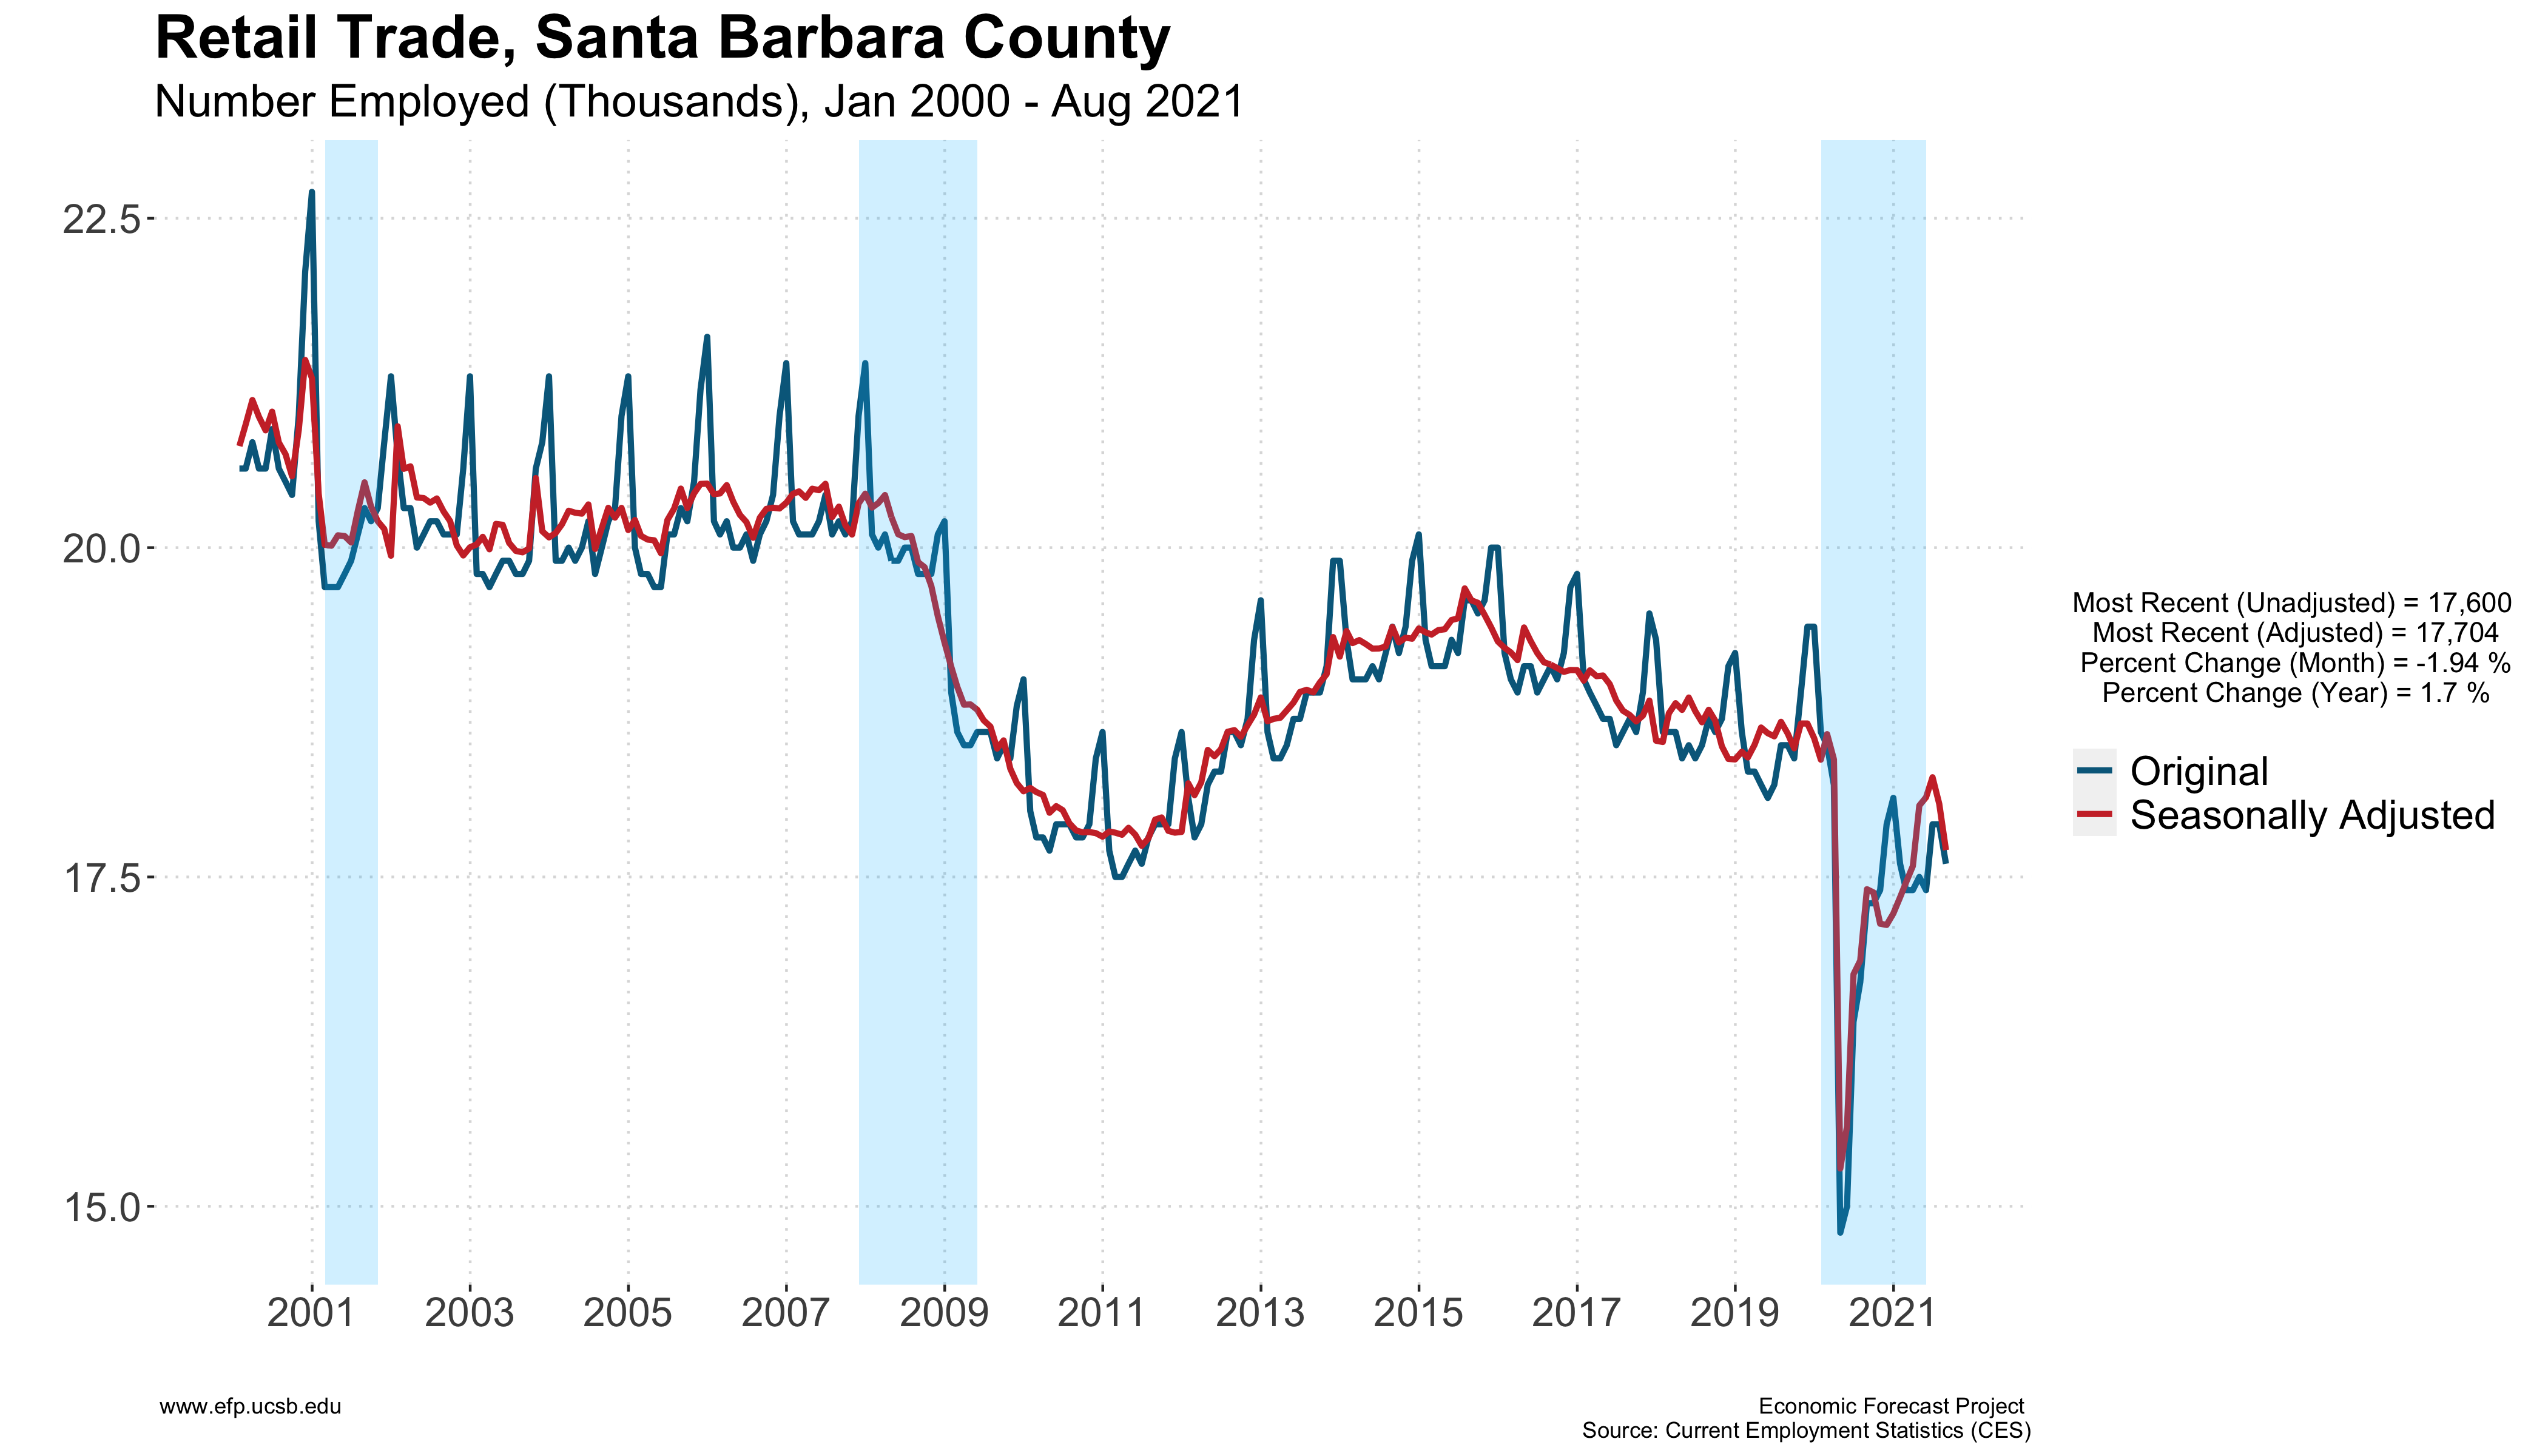 Retail Trade, Santa Barbara County
Number Employed (Thousands), Jan 2000 - Aug 2021
22.5
20.0
17.5
15.0
2001 2003 2005 2007 2009 2011 2013 2015 2017 2019 2021
Most Recent (Unadjusted) = 17,600
Most Recent (Adjusted) = 17,704
Percent Change (Month) = -1.94 %
Percent Change (Year) = 1.7 %
Original
Seasonally Adjusted
www.efp.ucsb.edu
Economic Forecast Project
Source: Current Employment Statistics (CES)